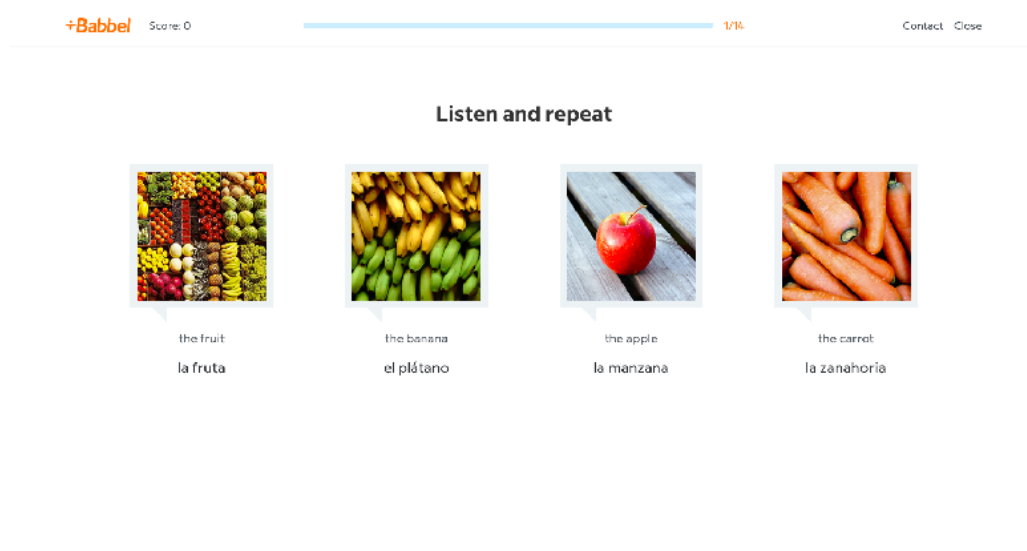 +Babbel Score: 0 1/14 Contact Close
Listen and repeat
the fruit the banana the apple the carrot
la fruta el plátano la manzana la zanahoria